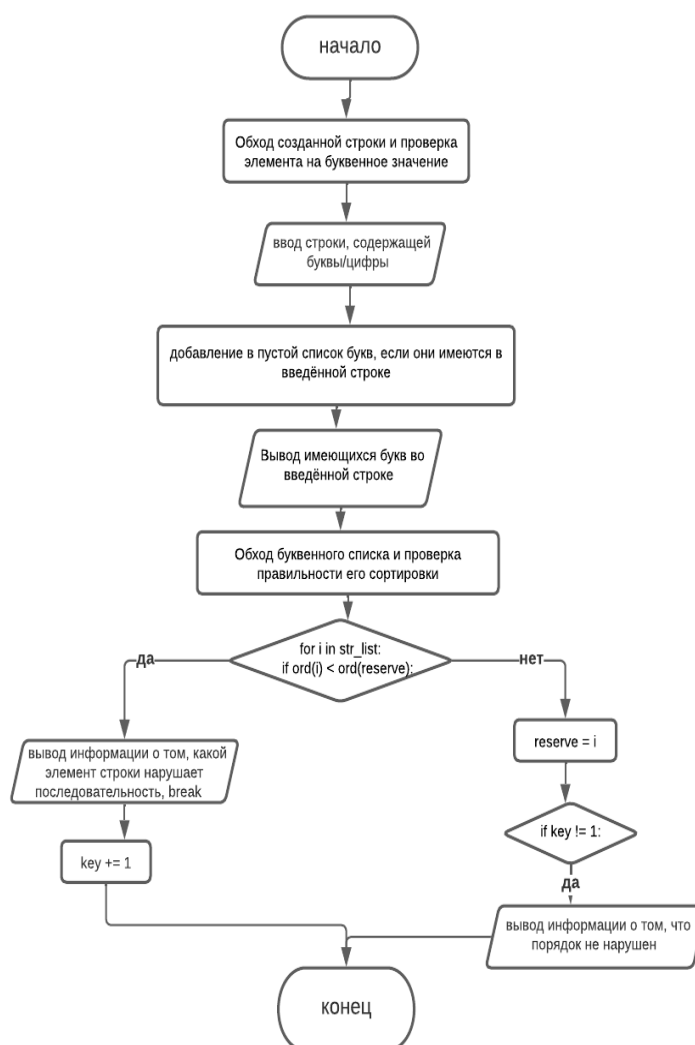 начало
Обход созданной строки и проверка
элемента на буквенное значение
ввод строки, содержащей
буквы/цифры
добавление в пустой список букв, если они имеются в
введённой строке
Вывод имеющихся букв во
введённой строке
Обход буквенного списка и проверка
правильности его сортировки
for i in str_list:
if ord(i) < ord(reserve):
да
нет
вывод информации о том, какой
элемент строки нарушает
последовательность, break
reserve = i
key += 1
if key != 1:
да
вывод информации о том, что
порядок не нарушен
конец